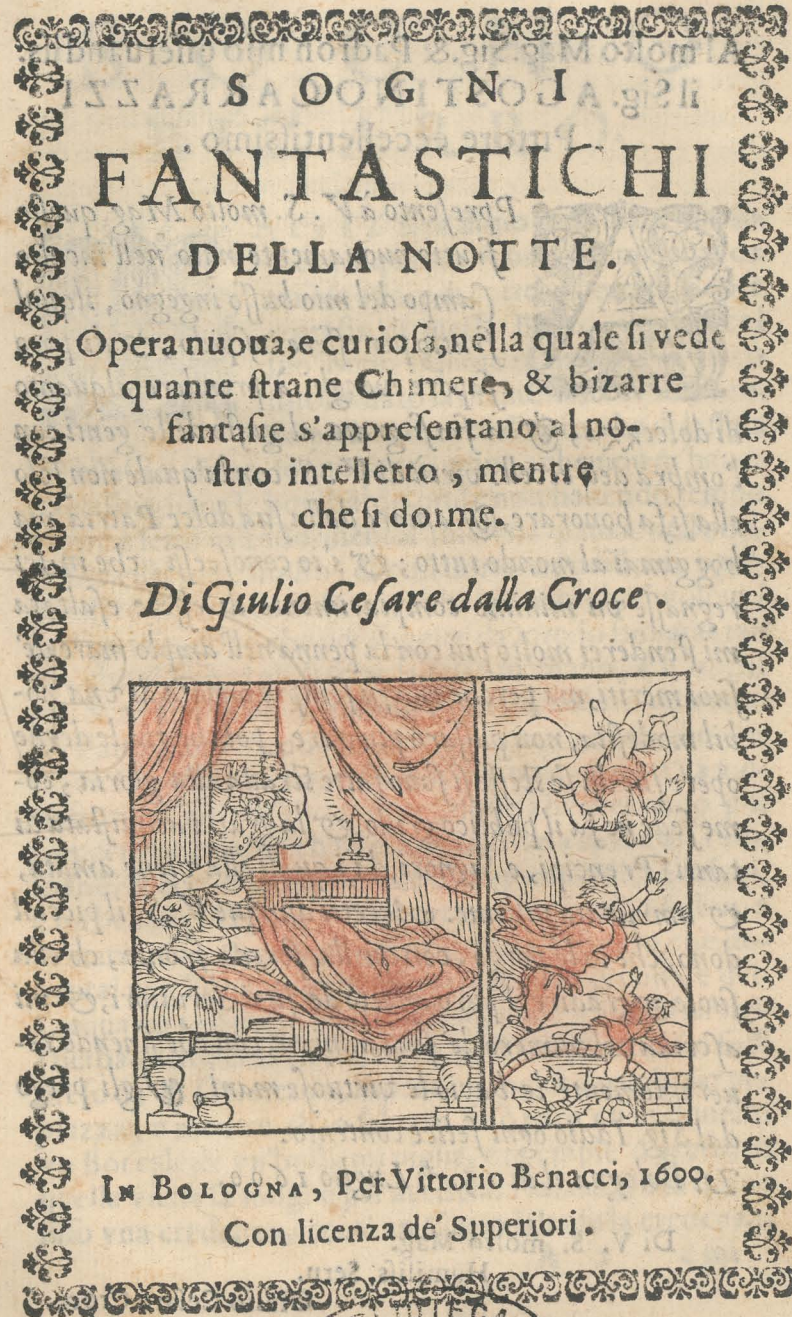 SOGNI
FANTASTICHI
DELLA NOTTE.
Opera nuoua, e curiosa, nella quale si vede
quante strane Chimere, & bizarre
fantasie s'appresentano al no-
stro intelletto, mentre
che si dorme.
Di Giulio Cesare dalla Croce.
IN BOLOGNA, Per Vittorio Benacci, 1600.
Con licenza de' Superiori.